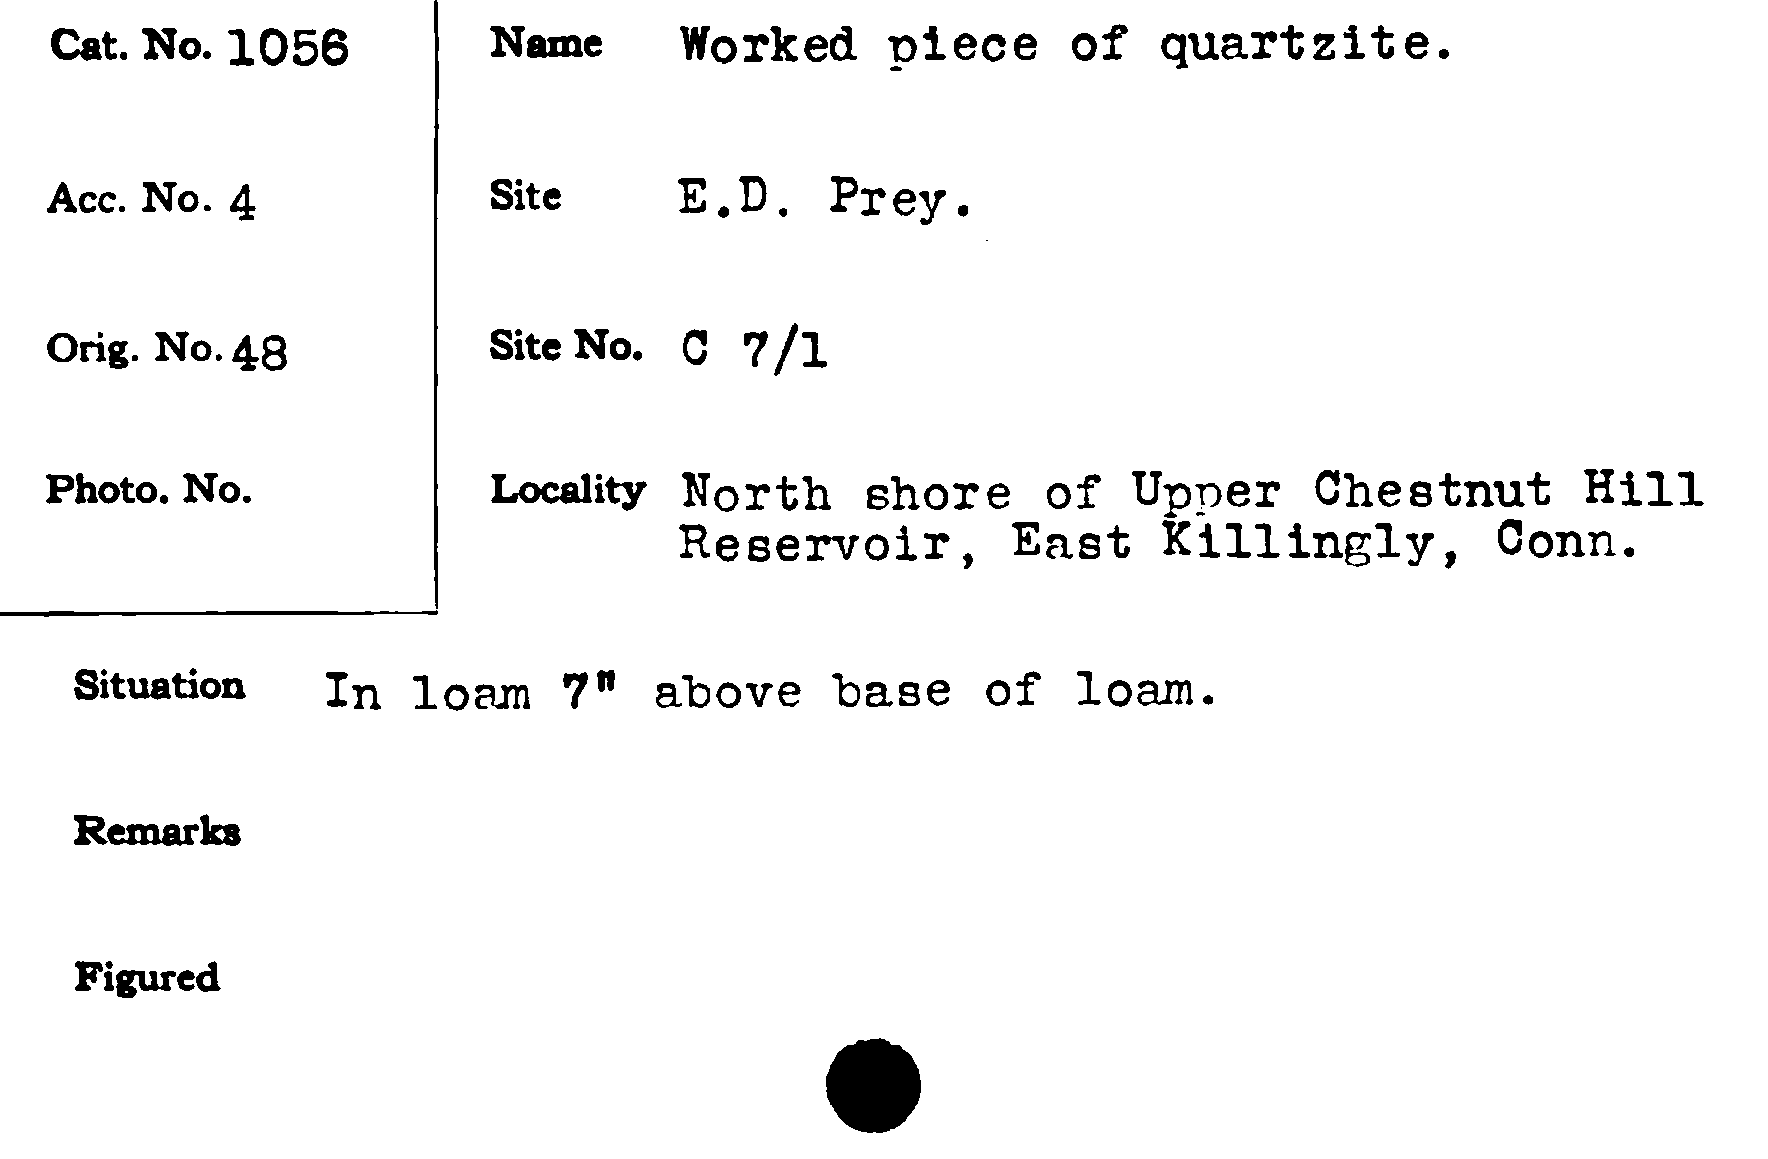 Cat. No. 1056
Name Worked piece of quartzite.
Acc. No. 4
Site E.D. Prey.
Orig. No. 48
Site No. C 7/1
Photo. No.
Locality North shore of Upper Chestnut Hill
Reservoir, East Killingly, Conn.
Situation In loam 7" above base of loam.
Remarks
Figured